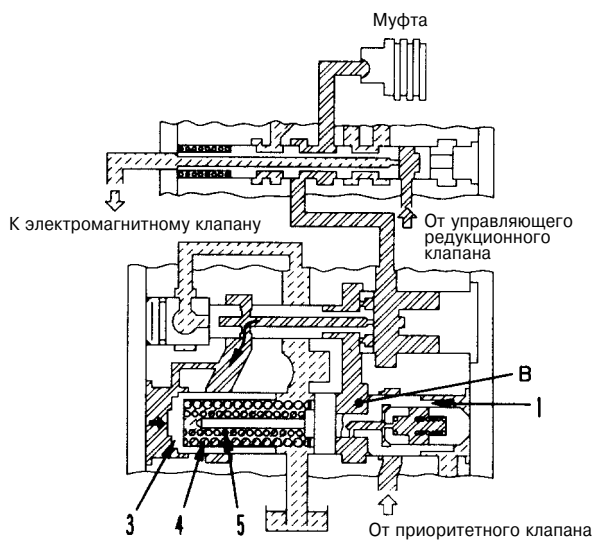 Муфта
К электромагнитному клапану
От управляющего
редукционного
клапана
B
1
3
4
5
От приоритетного клапана